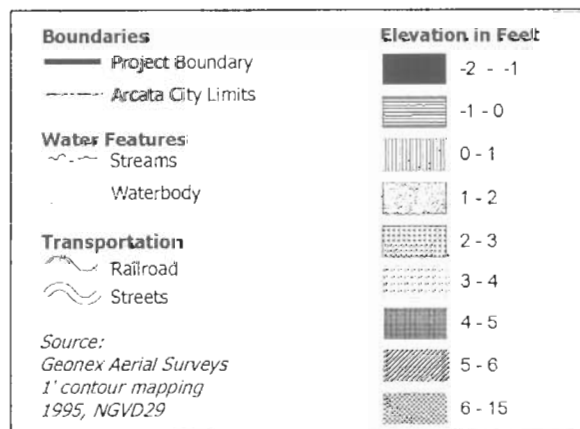 Boundaries
Project Boundary
Arcata City Limits
Water Features
Streams
Waterbody
Transportation
Railroad
Streets
Source:
Geonex Aerial Surveys
1' contour mapping
1995, NGVD29
Elevation in Feet
-2 - -1
-1 - 0
0 - 1
1 - 2
2 - 3
3 - 4
4 - 5
5 - 6
6 - 15